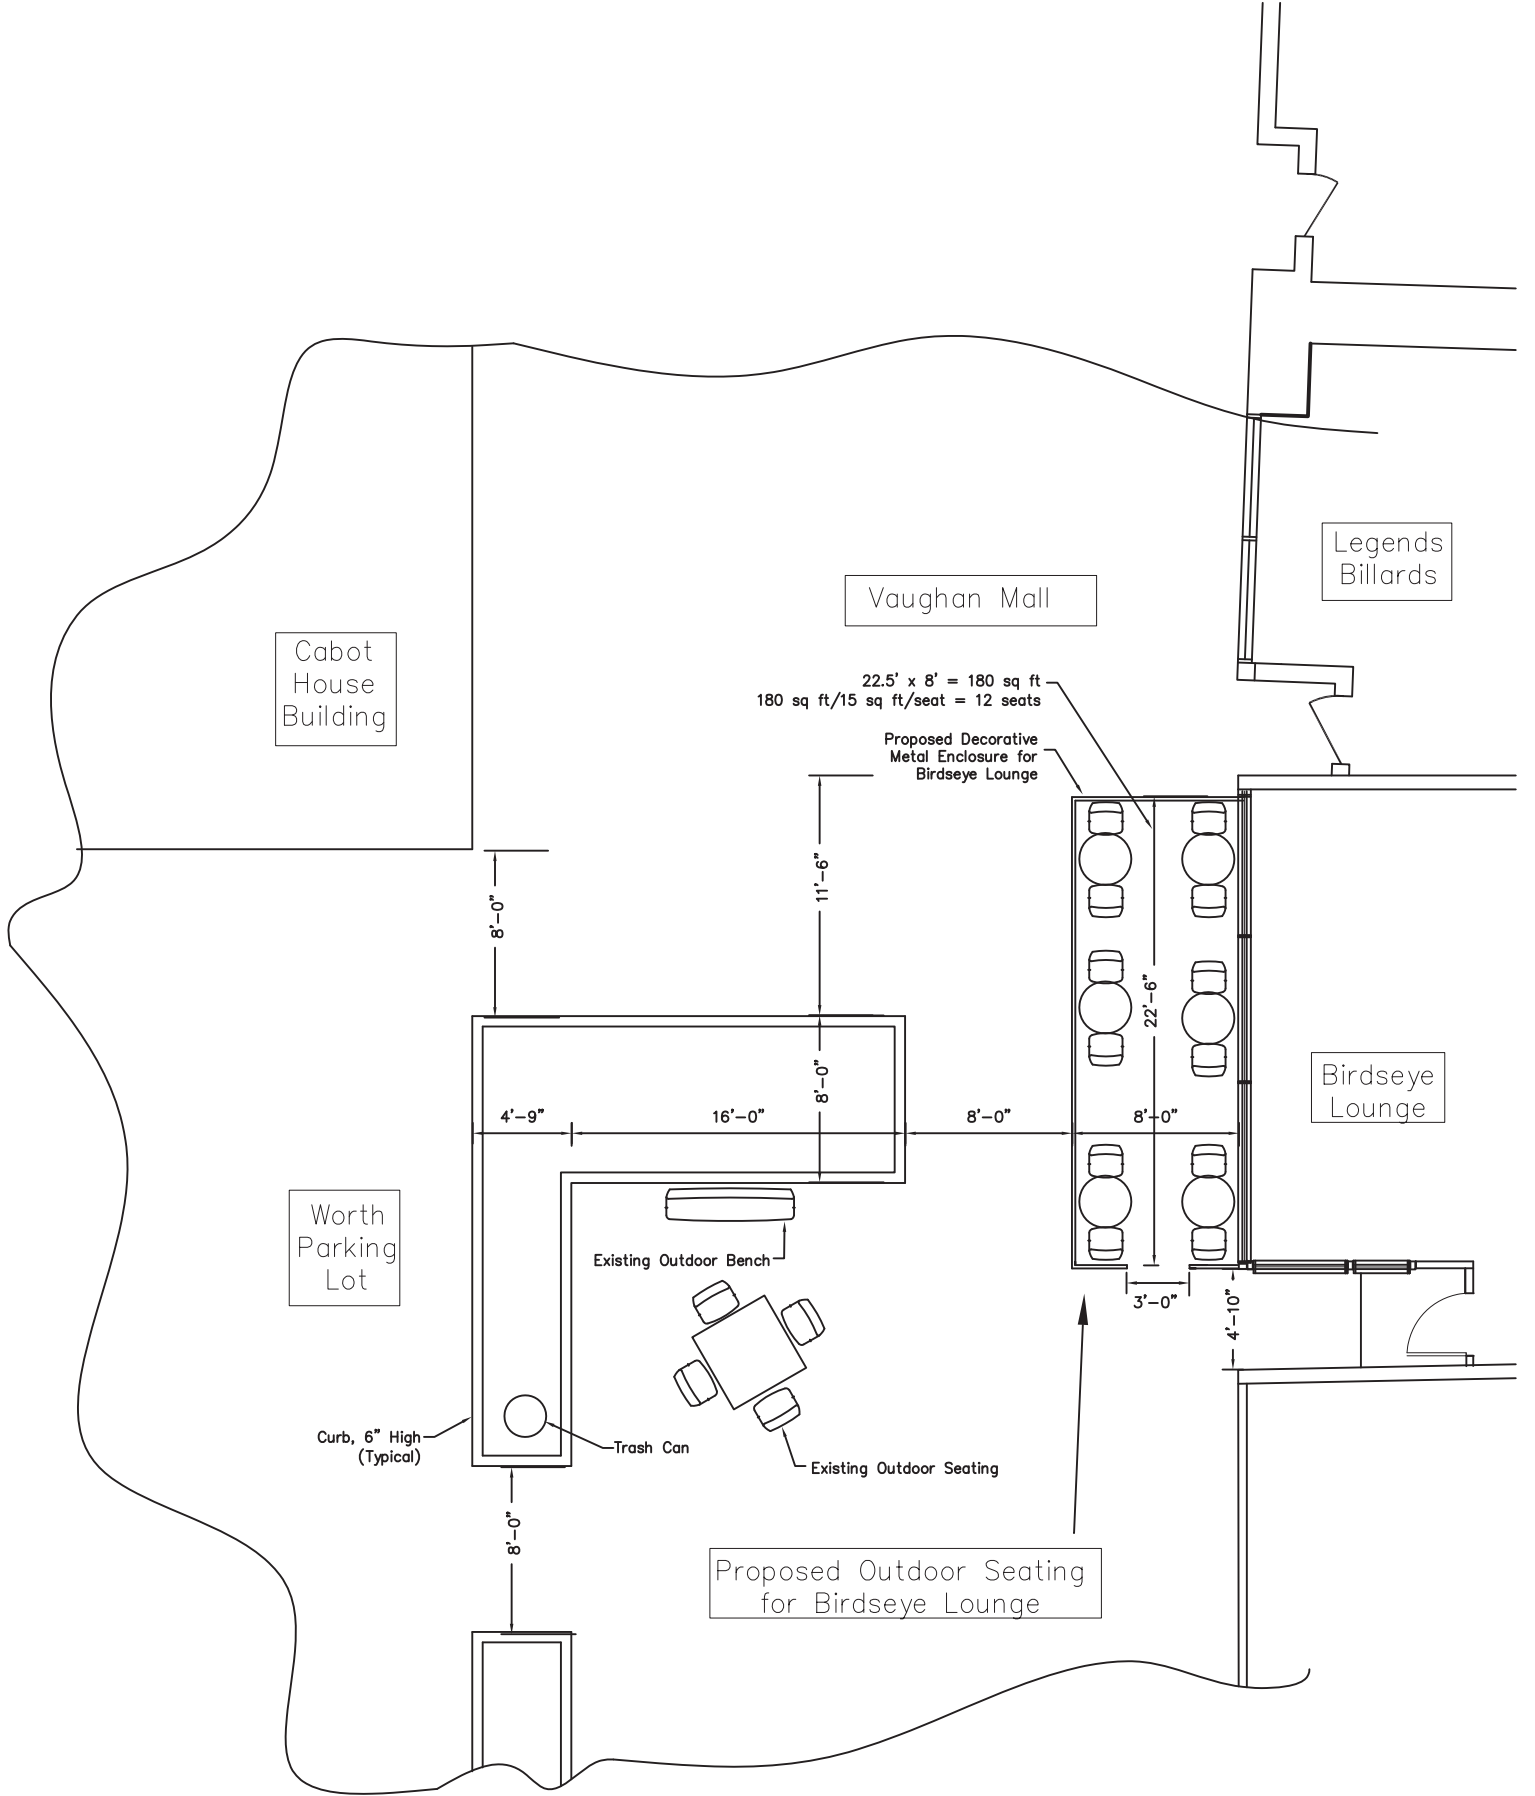 Legends
Billards
Vaughan Mall
Cabot
House
Building
22.5' x 8' = 180 sq ft
180 sq ft/15 sq ft/seat = 12 seats
Proposed Decorative
Metal Enclosure for
Birdseye Lounge
11'-6"
8'-0"
22'-6"
8'-0"
4'-9"
16'-0"
8'-0"
8'-0"
Birdseye
Lounge
Worth
Parking
Lot
Existing Outdoor Bench
3'-0"
4'-10"
Curb, 6" High
(Typical)
Trash Can
Existing Outdoor Seating
8'-0"
Proposed Outdoor Seating
for Birdseye Lounge